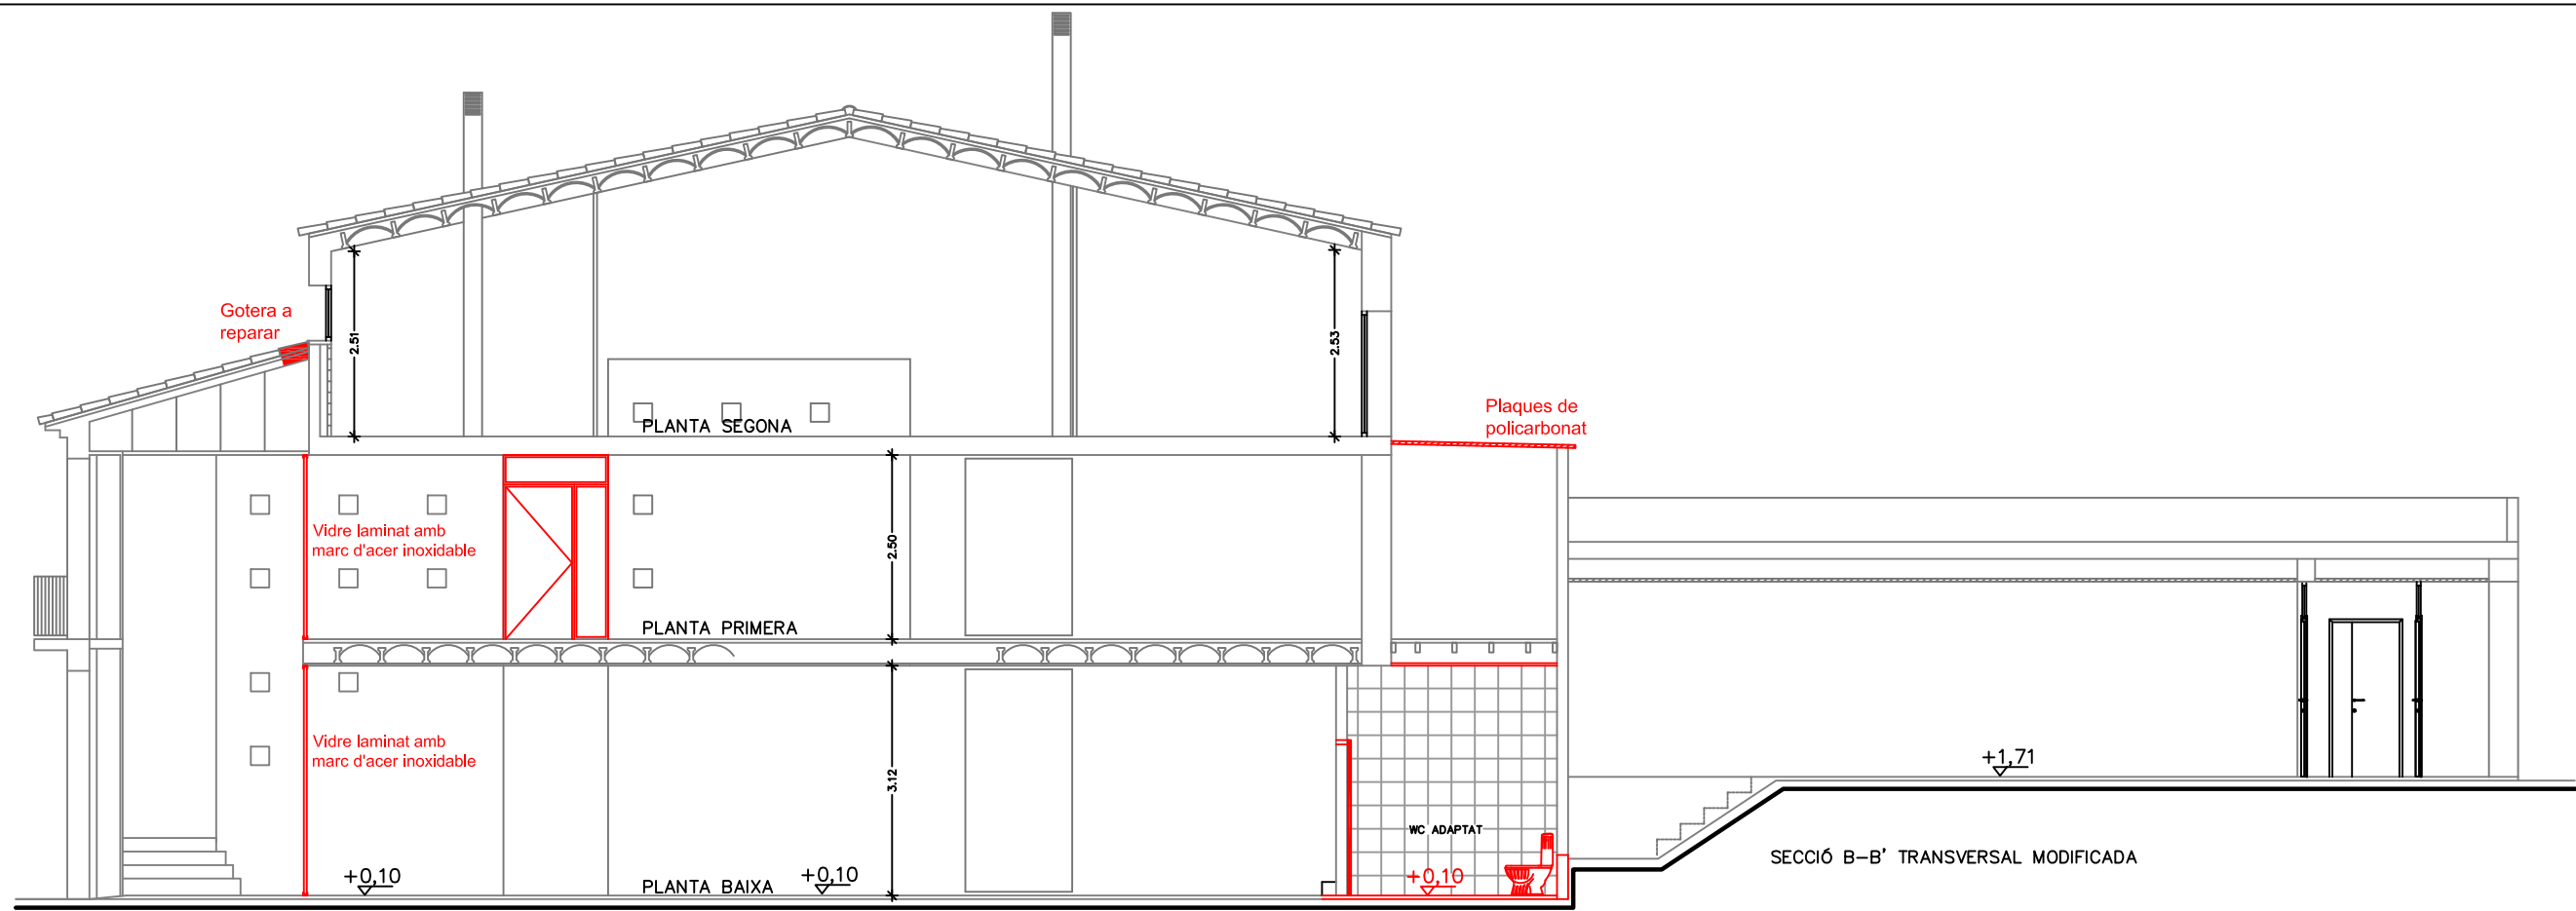 Gotera a
reparar
2.51
2.53
PLANTA SEGONA
Plaques de
policarbonat
Vidre laminat amb
marc d'acer inoxidable
2.50
PLANTA PRIMERA
Vidre laminat amb
marc d'acer inoxidable
3.12
+1,71
WC ADAPTAT
SECCIÓ B-B' TRANSVERSAL MODIFICADA
+0,10
PLANTA BAIXA
+0,10
+0,10